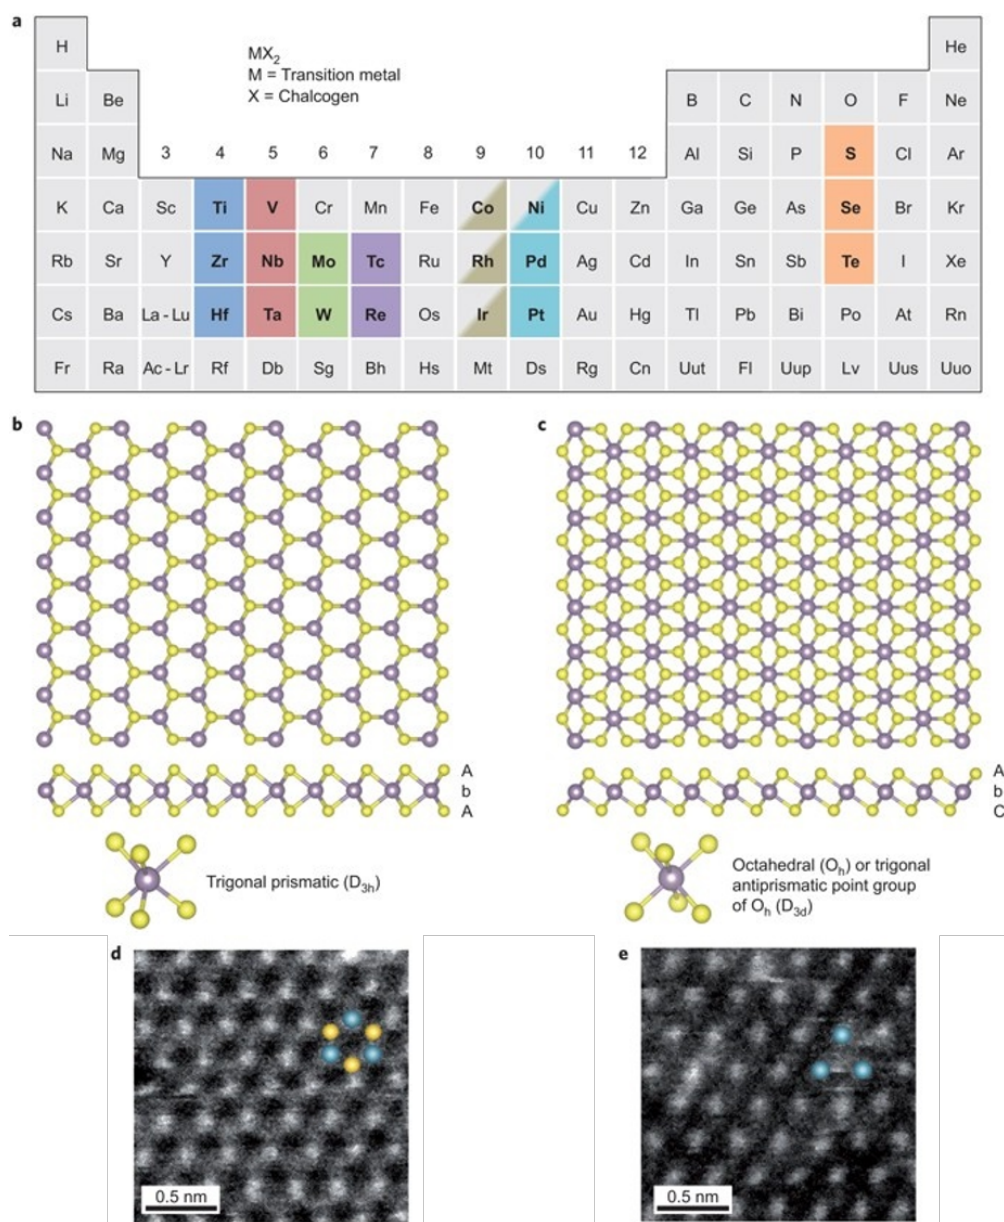 a
H He
MX₂
M = Transition metal
X = Chalcogen
Li Be B C N O F Ne
Na Mg 3 4 5 6 7 8 9 10 11 12 Al Si P S Cl Ar
K Ca Sc Ti V Cr Mn Fe Co Ni Cu Zn Ga Ge As Se Br Kr
Rb Sr Y Zr Nb Mo Tc Ru Rh Pd Ag Cd In Sn Sb Te I Xe
Cs Ba La - Lu Hf Ta W Re Os Ir Pt Au Hg Tl Pb Bi Po At Rn
Fr Ra Ac - Lr Rf Db Sg Bh Hs Mt Ds Rg Cn Uut Fl Uup Lv Uus Uuo
b
A
b
A
Trigonal prismatic (D₃ₕ)
c
A
b
C
Octahedral (Oₕ) or trigonal
antiprismatic point group
of Oₕ (D₃d)
d
0.5 nm
e
0.5 nm